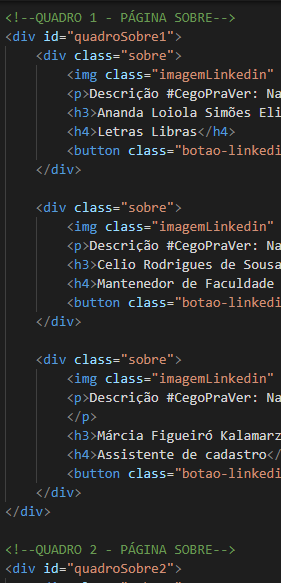 <!--QUADRO 1 - PÁGINA SOBRE-->
<div id="quadroSobre1">
<div class="sobre">
<img class="imagemLinkedin"
<p>Descrição #CegoPraVer: Na
<h3>Ananda Loiola Simões Eli
<h4>Letras Libras</h4>
<button class="botao-linkedi
</div>
<div class="sobre">
<img class="imagemLinkedin"
<p>Descrição #CegoPraVer: Na
<h3>Celio Rodrigues de Sousa
<h4>Mantenedor de Faculdade
<button class="botao-linkedi
</div>
<div class="sobre">
<img class="imagemLinkedin"
<p>Descrição #CegoPraVer: Na
</p>
<h3>Márcia Figueiró Kalamarz
<h4>Assistente de cadastro</
<button class="botao-linkedi
</div>
</div>
<!--QUADRO 2 - PÁGINA SOBRE-->
<div id="quadroSobre2">